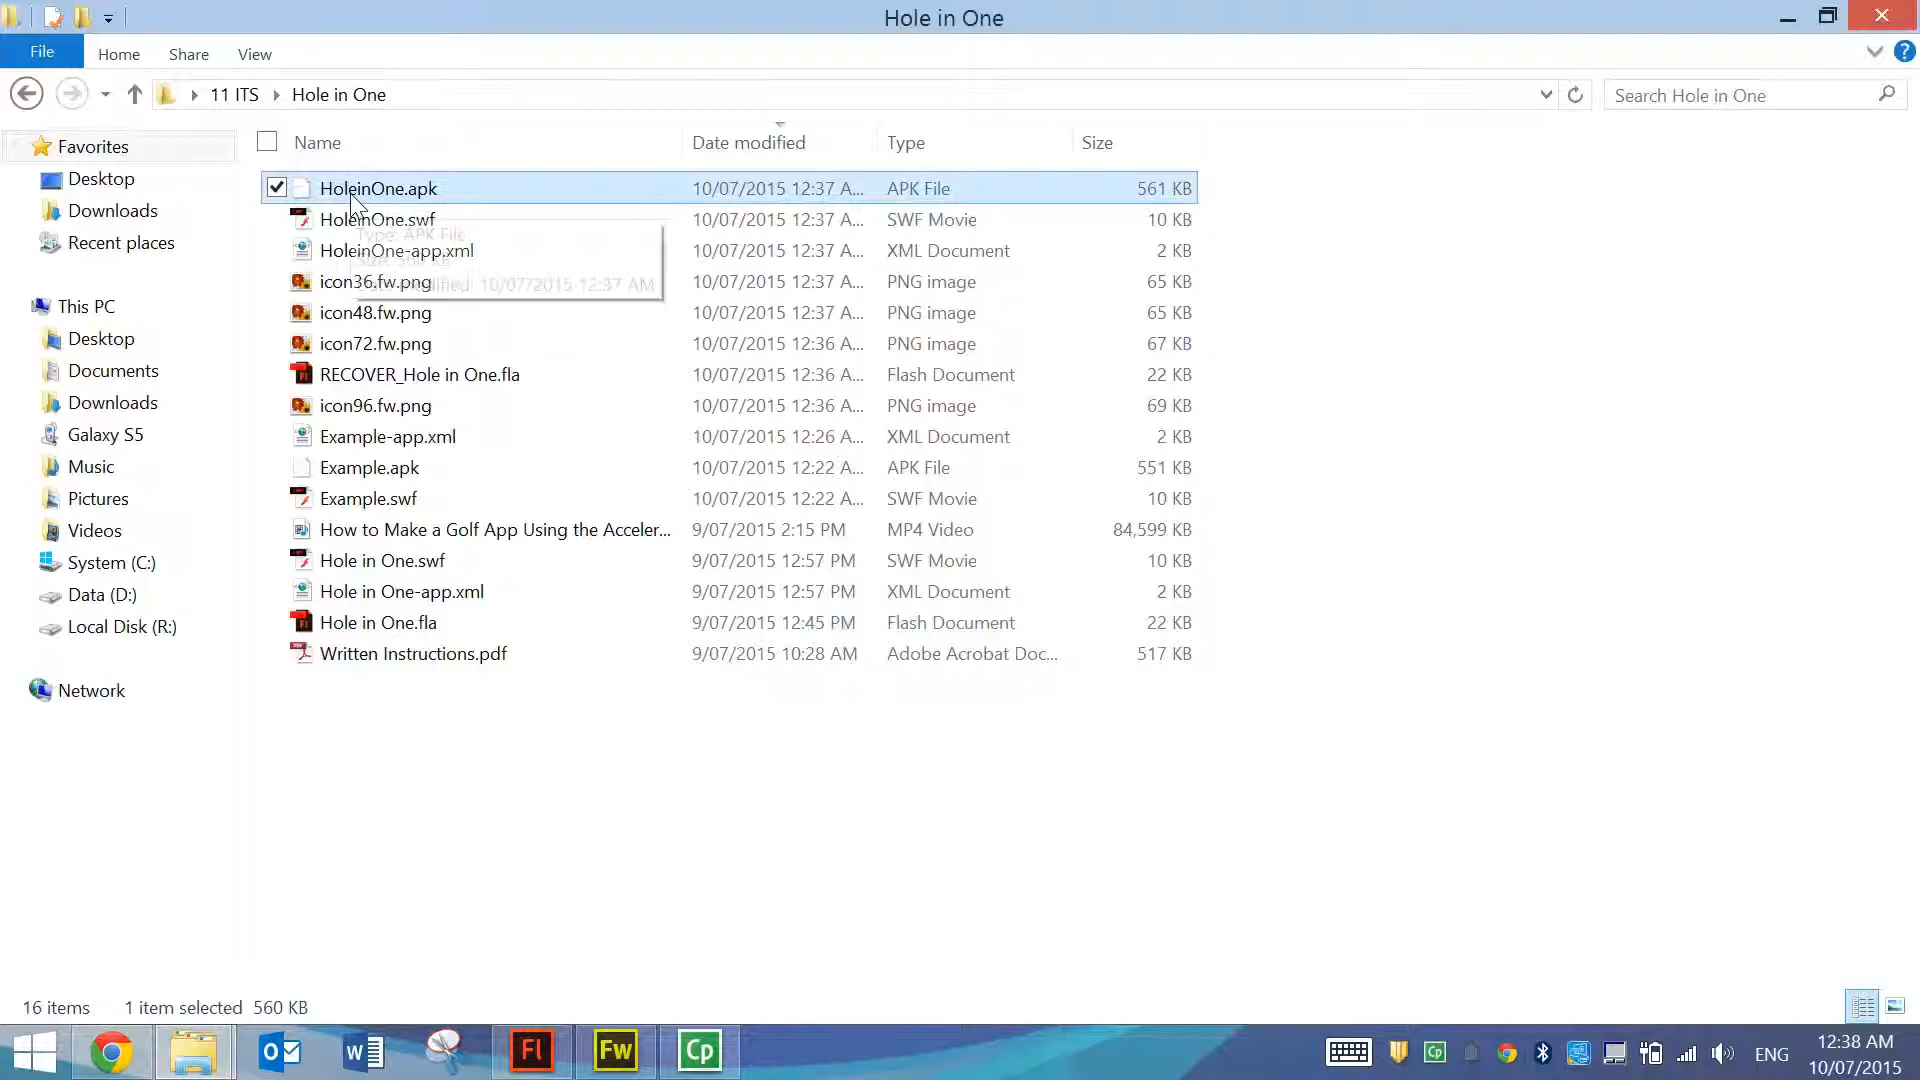 Hole in One
File Home Share View
11 ITS Hole in One Search Hole in One
Favorites
Desktop
Downloads
Recent places
This PC
Desktop
Documents
Downloads
Galaxy S5
Music
Pictures
Videos
System (C:)
Data (D:)
Local Disk (R:)
Network
Name Date modified Type Size
HoleinOne.apk 10/07/2015 12:37 A... APK File 561 KB
HoleinOne.swf 10/07/2015 12:37 A... SWF Movie 10 KB
Type: APK File
HoleinOne-app.xml 10/07/2015 12:37 A... XML Document 2 KB
icon36.fw.png 10/07/2015 12:37 A... PNG image 65 KB
10/07/2015 12:37 AM
icon48.fw.png 10/07/2015 12:37 A... PNG image 65 KB
icon72.fw.png 10/07/2015 12:36 A... PNG image 67 KB
RECOVER_Hole in One.fla 10/07/2015 12:36 A... Flash Document 22 KB
icon96.fw.png 10/07/2015 12:36 A... PNG image 69 KB
Example-app.xml 10/07/2015 12:26 A... XML Document 2 KB
Example.apk 10/07/2015 12:22 A... APK File 551 KB
Example.swf 10/07/2015 12:22 A... SWF Movie 10 KB
How to Make a Golf App Using the Acceler... 9/07/2015 2:15 PM MP4 Video 84,599 KB
Hole in One.swf 9/07/2015 12:57 PM SWF Movie 10 KB
Hole in One-app.xml 9/07/2015 12:57 PM XML Document 2 KB
Hole in One.fla 9/07/2015 12:45 PM Flash Document 22 KB
Written Instructions.pdf 9/07/2015 10:28 AM Adobe Acrobat Doc... 517 KB
16 items 1 item selected 560 KB
Fl Fw Cp
Cp ENG
12:38 AM
10/07/2015